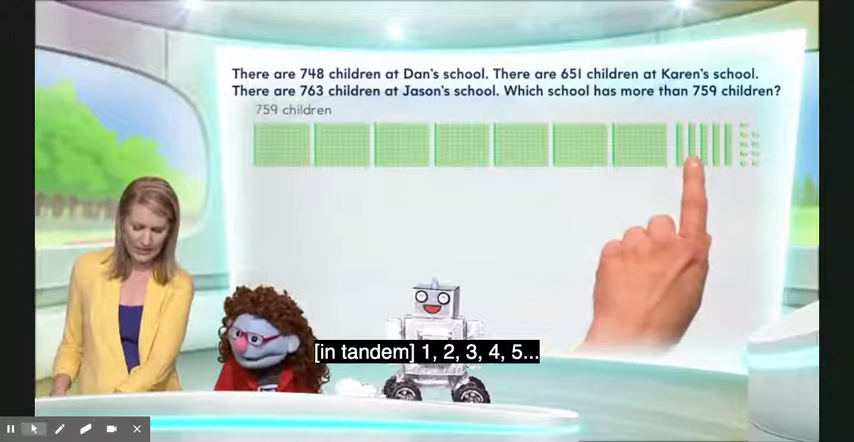 There are 748 children at Dan's school. There are 651 children at Karen's school.
There are 763 children at Jason's school. Which school has more than 759 children?
759 children
[in tandem] 1, 2, 3, 4, 5...